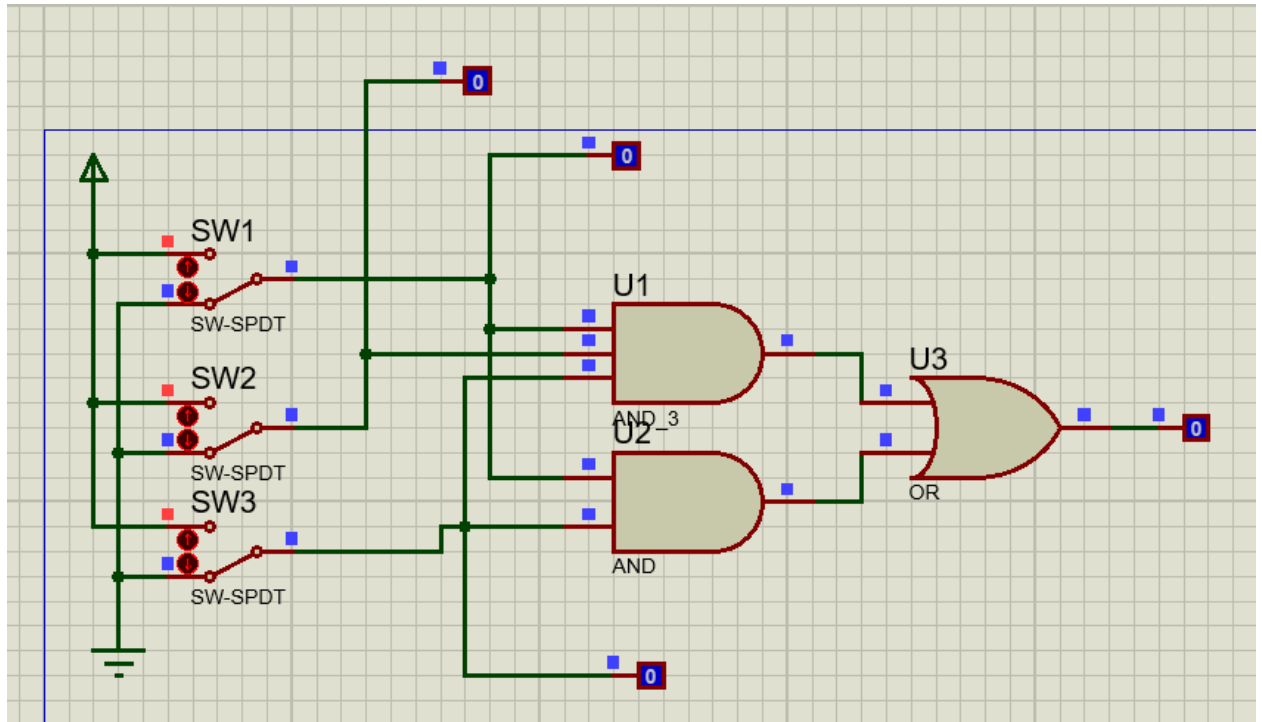 0
0
SW1
SW-SPDT
U1
AND_3
SW2
SW-SPDT
U2
AND
U3
OR
0
SW3
SW-SPDT
0